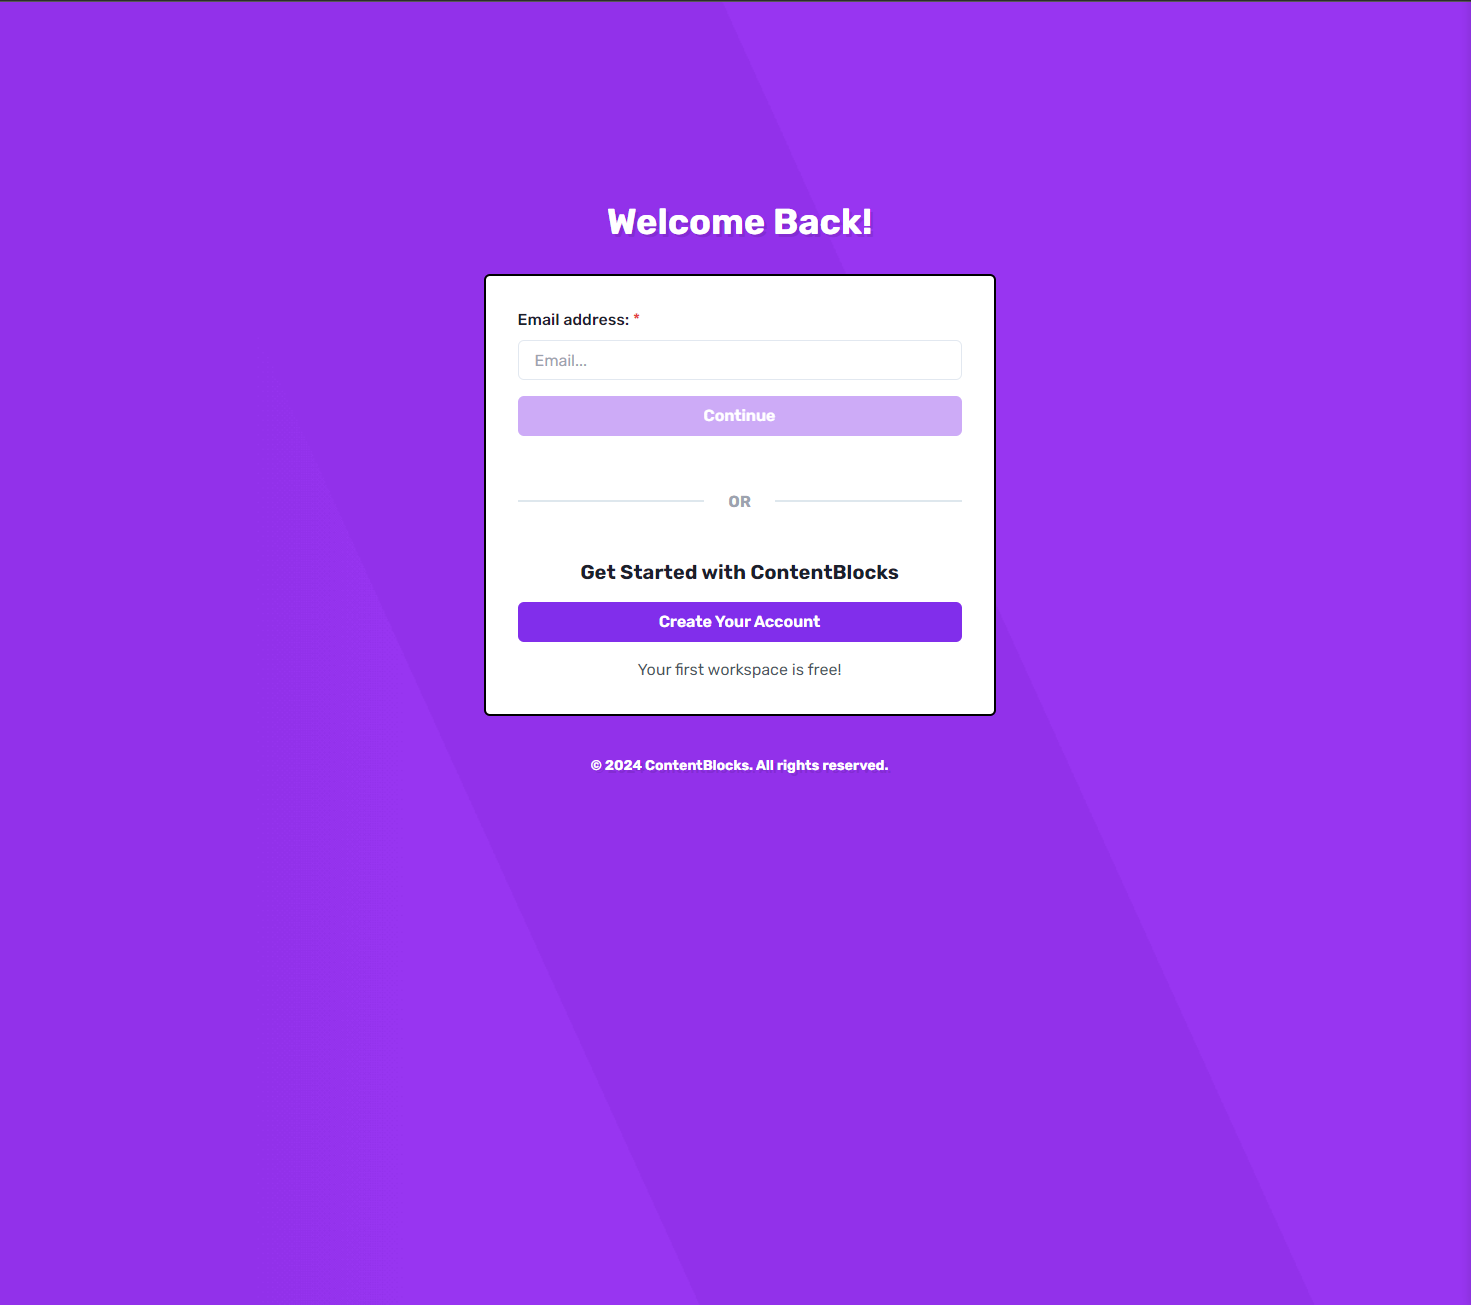 Welcome Back!
Email address: *
Email...
Continue
OR
Get Started with ContentBlocks
Create Your Account
Your first workspace is free!
© 2024 ContentBlocks. All rights reserved.